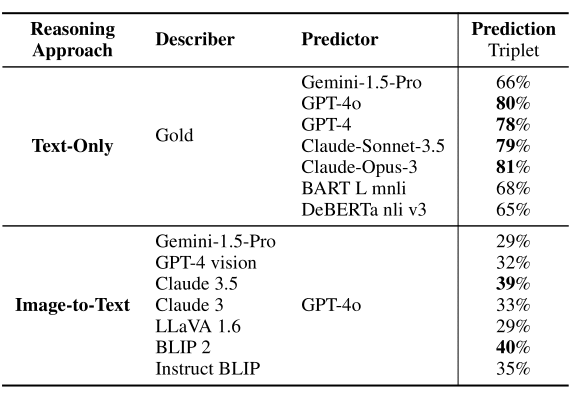 Reasoning Approach Describer Predictor Prediction Triplet
Text-Only Gold
Gemini-1.5-Pro 66%
GPT-4o 80%
GPT-4 78%
Claude-Sonnet-3.5 79%
Claude-Opus-3 81%
BART L mnli 68%
DeBERTa nli v3 65%
Image-to-Text GPT-4o
Gemini-1.5-Pro 29%
GPT-4 vision 32%
Claude 3.5 39%
Claude 3 33%
LLaVA 1.6 29%
BLIP 2 40%
Instruct BLIP 35%